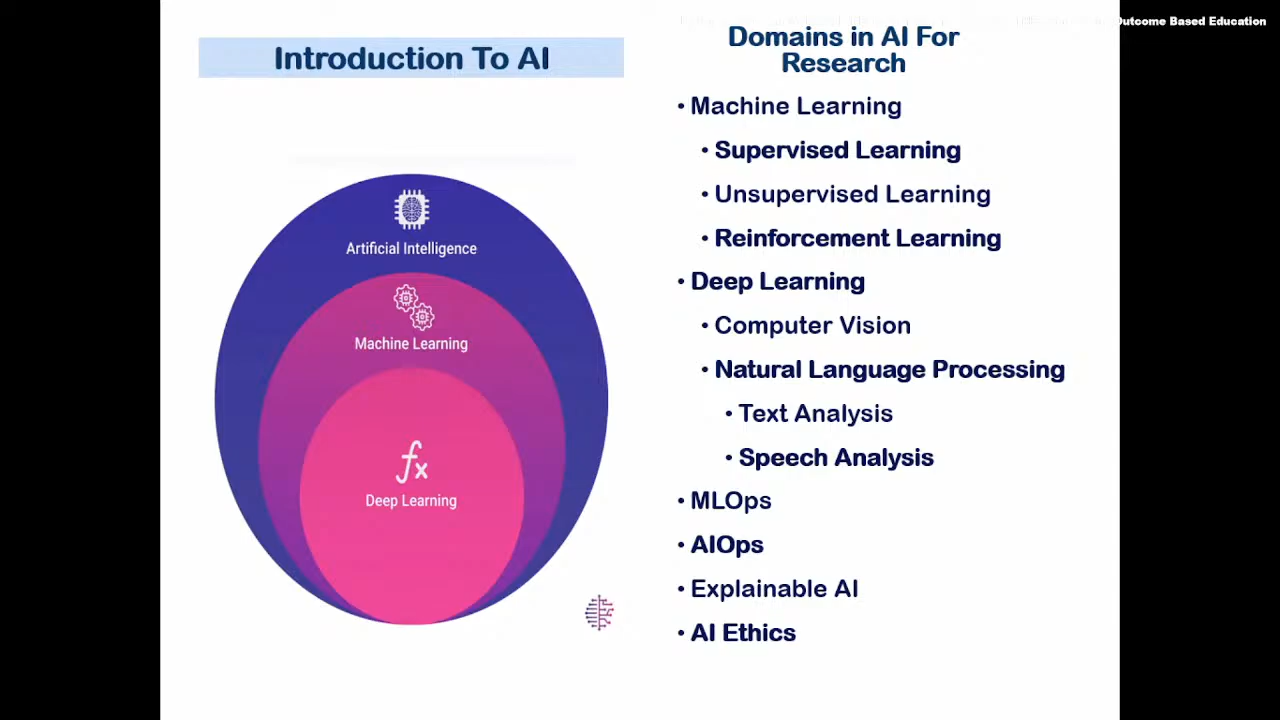 Outcome Based Education
Introduction To AI
Artificial Intelligence
Machine Learning
fx
Deep Learning
Domains in AI For
Research
• Machine Learning
• Supervised Learning
• Unsupervised Learning
• Reinforcement Learning
• Deep Learning
• Computer Vision
• Natural Language Processing
• Text Analysis
• Speech Analysis
• MLOps
• AIOps
• Explainable AI
• AI Ethics